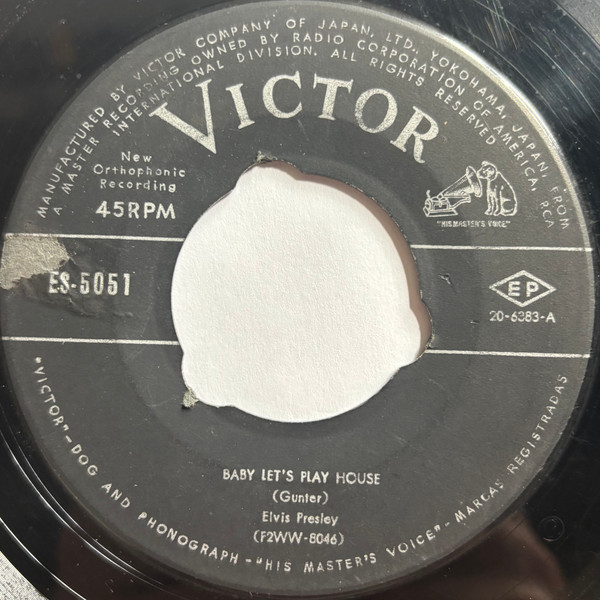 MANUFACTURED BY VICTOR COMPANY OF JAPAN, LTD., YOKOHAMA, JAPAN, FROM
A MASTER RECORDING OWNED BY RADIO CORPORATION OF AMERICA, RCA
INTERNATIONAL DIVISION. ALL RIGHTS RESERVED
VICTOR
New
Orthophonic
Recording
45RPM
"HIS MASTER'S VOICE"
ES-5051
EP
20-6383-A
BABY LET'S PLAY HOUSE
(Gunter)
Elvis Presley
(F2WW-8046)
"VICTOR"-DOG AND PHONOGRAPH-"HIS MASTER'S VOICE"-MARCAS REGISTRADAS